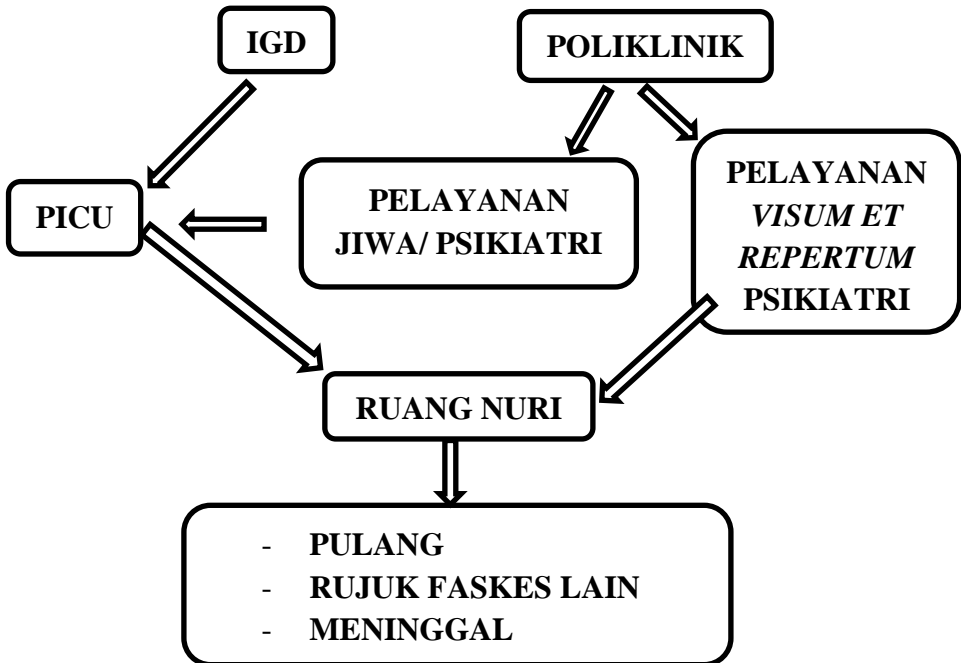 IGD
POLIKLINIK
PICU
PELAYANAN
JIWA/ PSIKIATRI
PELAYANAN
VISUM ET
REPERTUM
PSIKIATRI
RUANG NURI
- PULANG
- RUJUK FASKES LAIN
- MENINGGAL